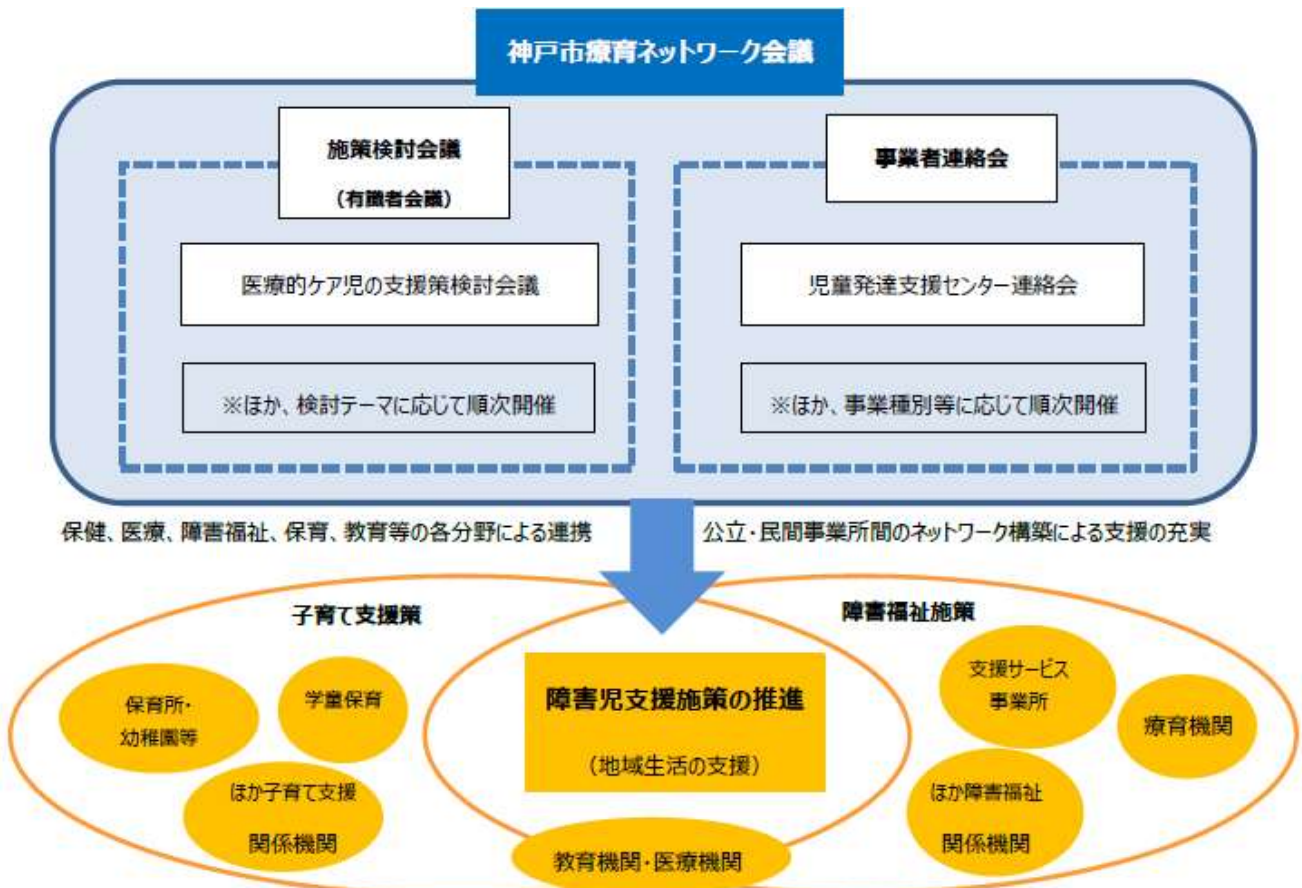 神戸市療育ネットワーク会議
施策検討会議
（有識者会議）
事業者連絡会
医療的ケア児の支援策検討会議
児童発達支援センター連絡会
※ほか、検討テーマに応じて順次開催
※ほか、事業種別等に応じて順次開催
保健、医療、障害福祉、保育、教育等の各分野による連携
公立・民間事業所間のネットワーク構築による支援の充実
子育て支援策
障害福祉施策
保育所・
幼稚園等
学童保育
ほか子育て支援
関係機関
障害児支援施策の推進
（地域生活の支援）
教育機関・医療機関
支援サービス
事業所
療育機関
ほか障害福祉
関係機関